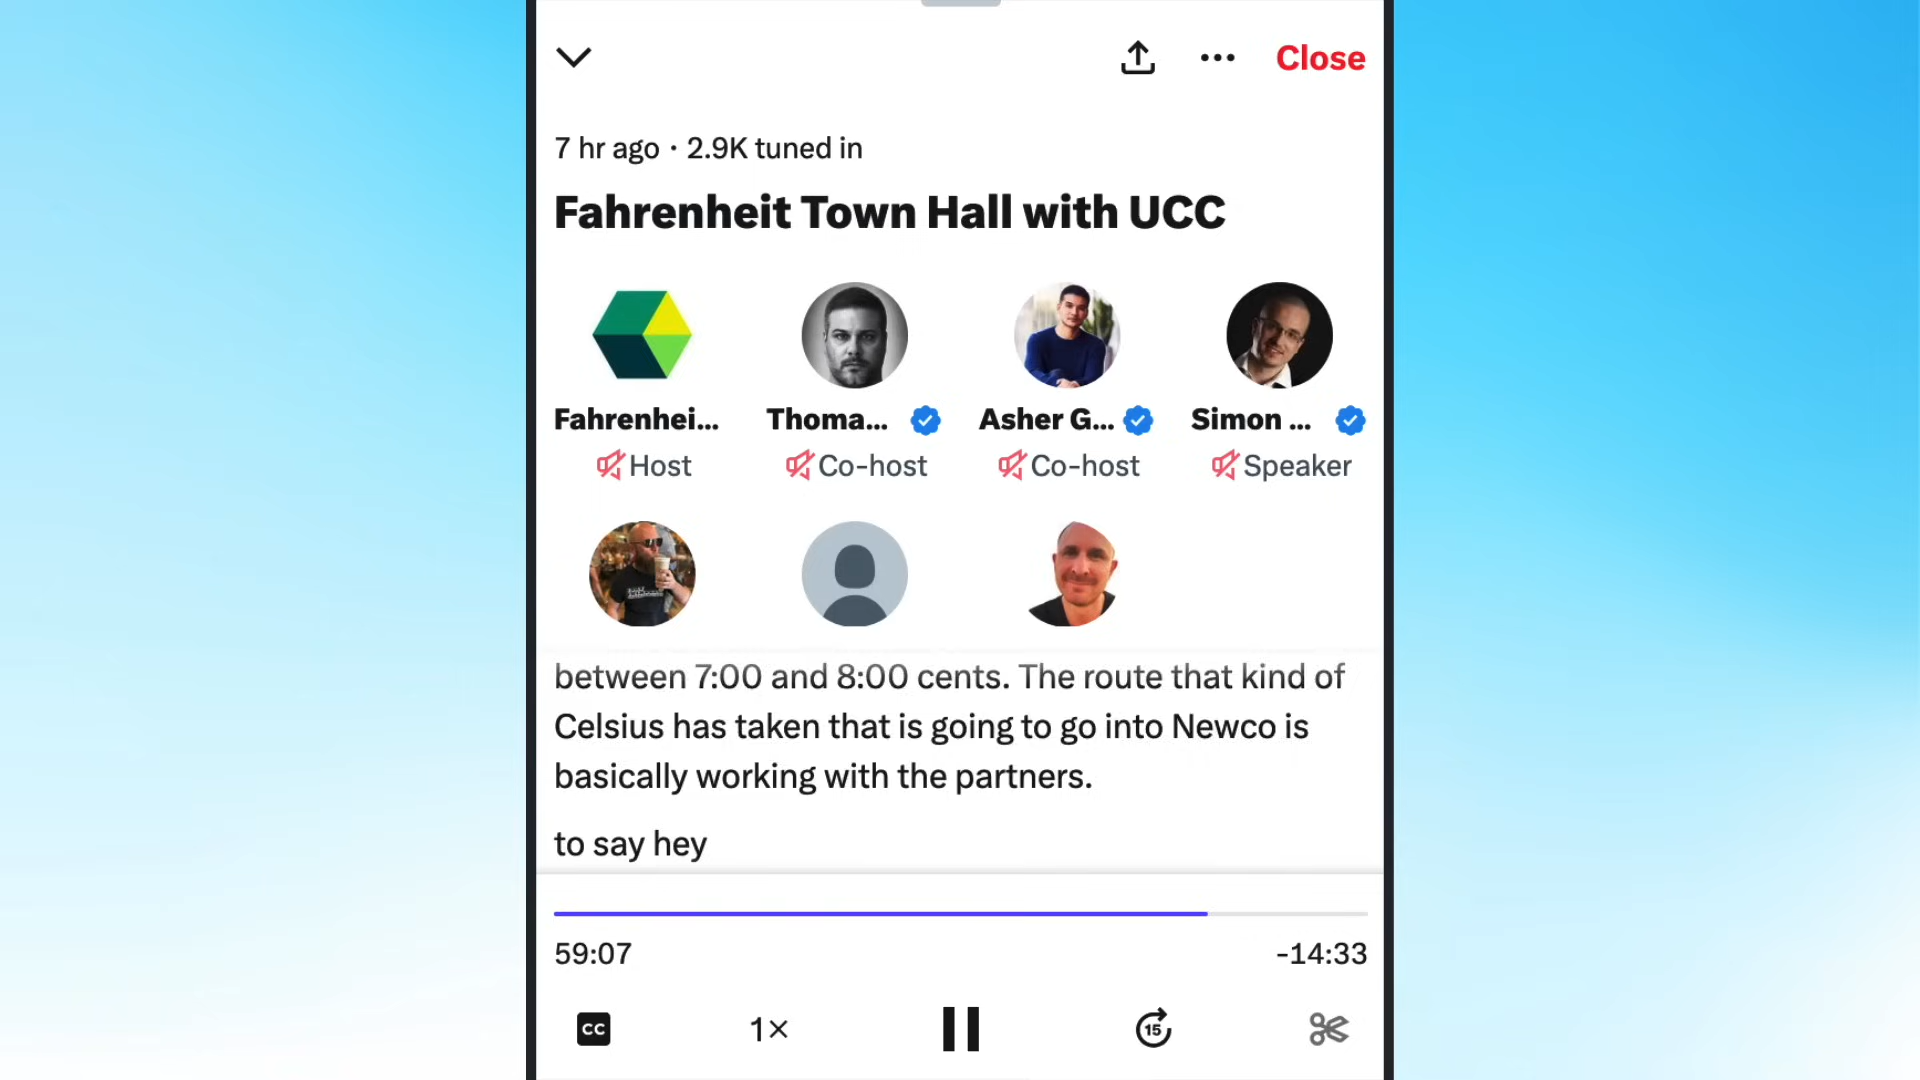 Close
7 hr ago · 2.9K tuned in
Fahrenheit Town Hall with UCC
Fahrenhei... Thoma... Asher G... Simon ...
Host Co-host Co-host Speaker
between 7:00 and 8:00 cents. The route that kind of
Celsius has taken that is going to go into Newco is
basically working with the partners.
to say hey
59:07 -14:33
CC 1× 15